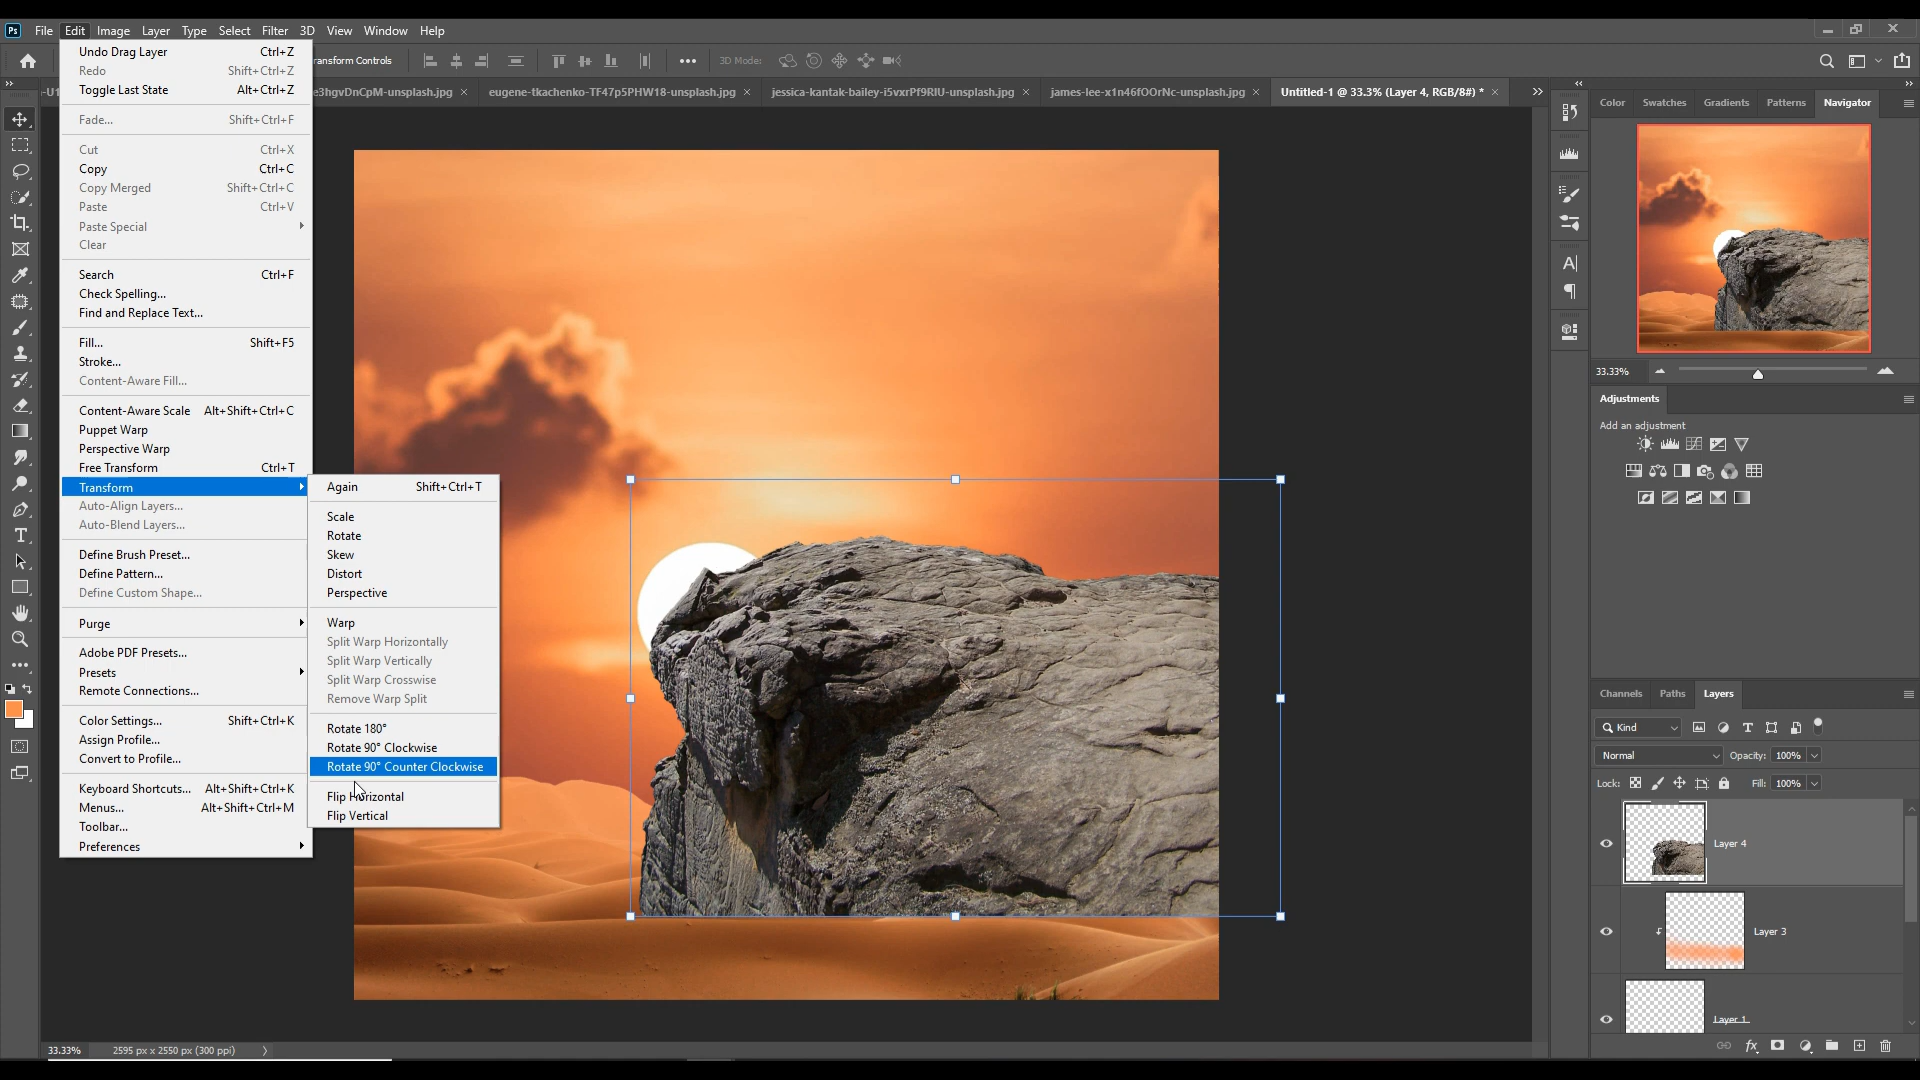 Ps File Edit Image Layer Type Select Filter 3D View Window Help
ransform Controls
3D Mode:
e3hgvDnCpM-unsplash.jpg
eugene-tkachenko-TF47p5PHW18-unsplash.jpg
jessica-kantak-bailey-i5vxrPf9RIU-unsplash.jpg
james-lee-x1n46fOOrNc-unsplash.jpg
Untitled-1 @ 33.3% (Layer 4, RGB/8#) *
Undo Drag Layer Ctrl+Z
Redo Shift+Ctrl+Z
Toggle Last State Alt+Ctrl+Z
Fade... Shift+Ctrl+F
Cut Ctrl+X
Copy Ctrl+C
Copy Merged Shift+Ctrl+C
Paste Ctrl+V
Paste Special
Clear
Search Ctrl+F
Check Spelling...
Find and Replace Text...
Fill... Shift+F5
Stroke...
Content-Aware Fill...
Content-Aware Scale Alt+Shift+Ctrl+C
Puppet Warp
Perspective Warp
Free Transform Ctrl+T
Transform
Auto-Align Layers...
Auto-Blend Layers...
Define Brush Preset...
Define Pattern...
Define Custom Shape...
Purge
Adobe PDF Presets...
Presets
Remote Connections...
Color Settings... Shift+Ctrl+K
Assign Profile...
Convert to Profile...
Keyboard Shortcuts... Alt+Shift+Ctrl+K
Menus... Alt+Shift+Ctrl+M
Toolbar...
Preferences
Again Shift+Ctrl+T
Scale
Rotate
Skew
Distort
Perspective
Warp
Split Warp Horizontally
Split Warp Vertically
Split Warp Crosswise
Remove Warp Split
Rotate 180°
Rotate 90° Clockwise
Rotate 90° Counter Clockwise
Flip Horizontal
Flip Vertical
Color Swatches Gradients Patterns Navigator
33.33%
Adjustments
Add an adjustment
Channels Paths Layers
Kind
Normal Opacity: 100%
Lock: Fill: 100%
Layer 4
Layer 3
Layer 1
33.33% 2595 px x 2550 px (300 ppi)